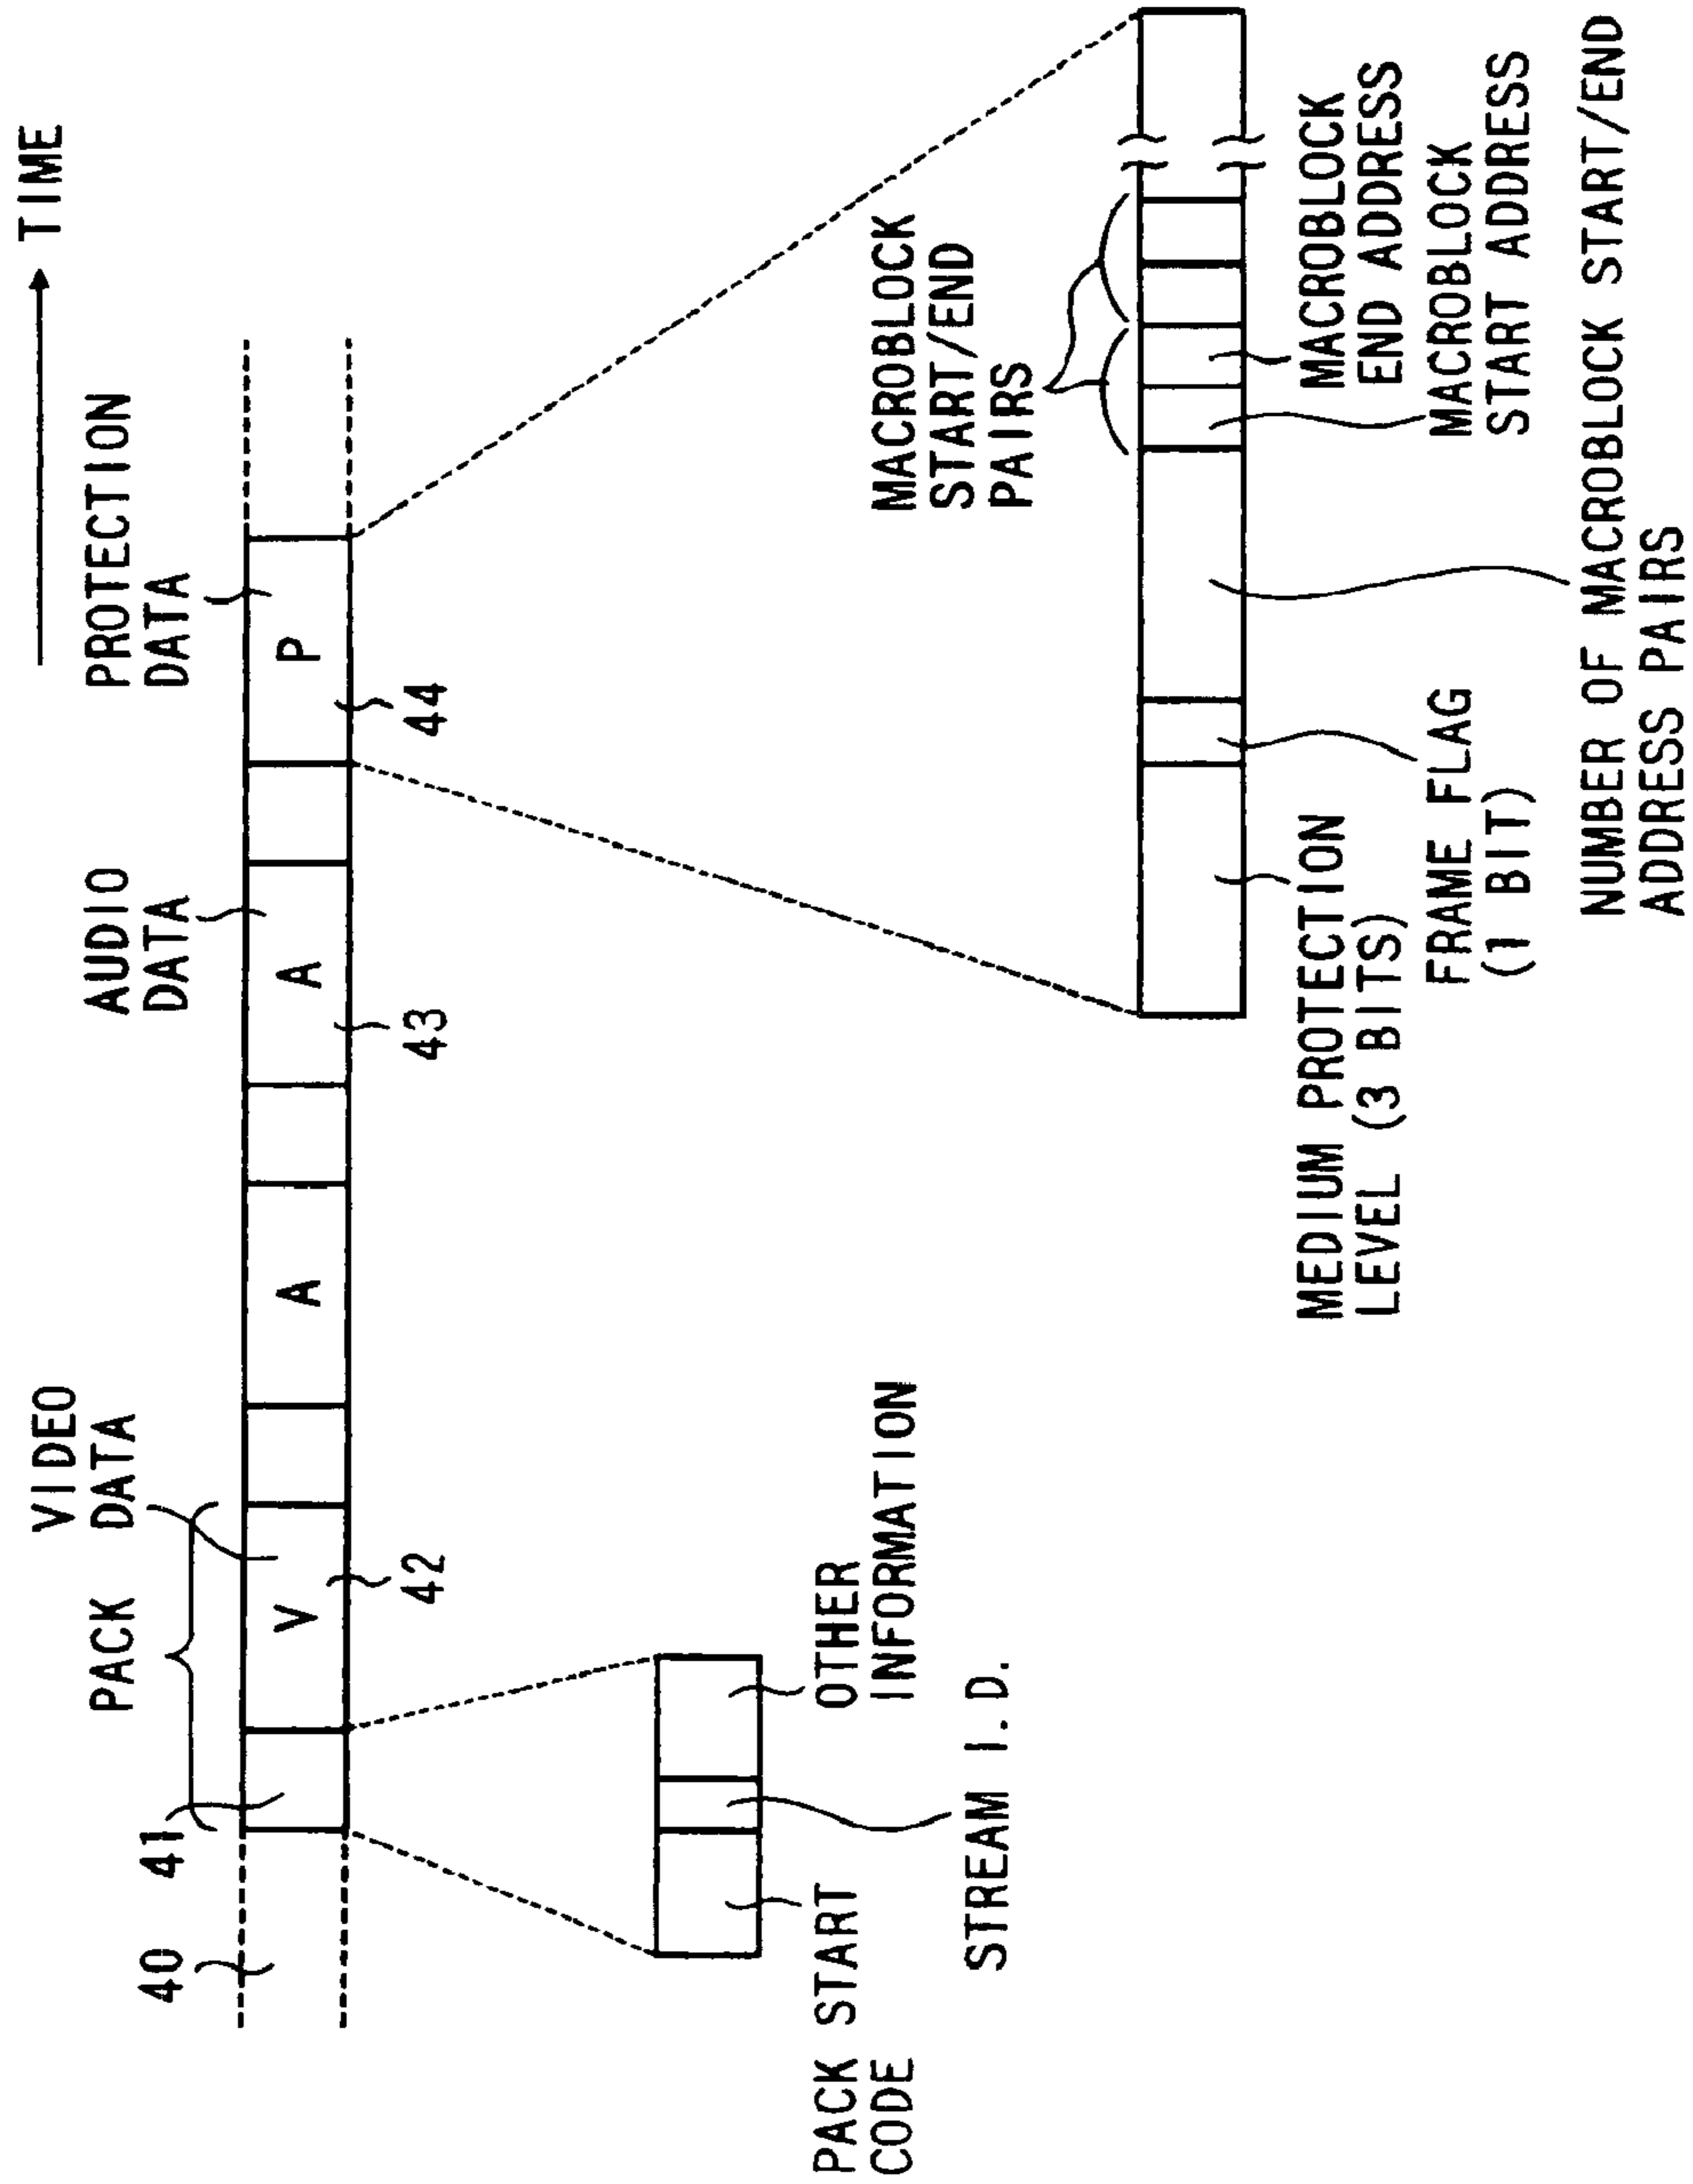 TIME
VIDEO
DATA
PACK
AUDIO
DATA
PROTECTION
DATA
40
41
V
A
A
P
42
43
44
PACK START
CODE
STREAM I.D.
OTHER
INFORMATION
MACROBLOCK
START/END
PAIRS
MEDIUM PROTECTION
LEVEL (3 BITS)
FRAME FLAG
(1 BIT)
MACROBLOCK
END ADDRESS
MACROBLOCK
START ADDRESS
NUMBER OF MACROBLOCK START/END
ADDRESS PAIRS